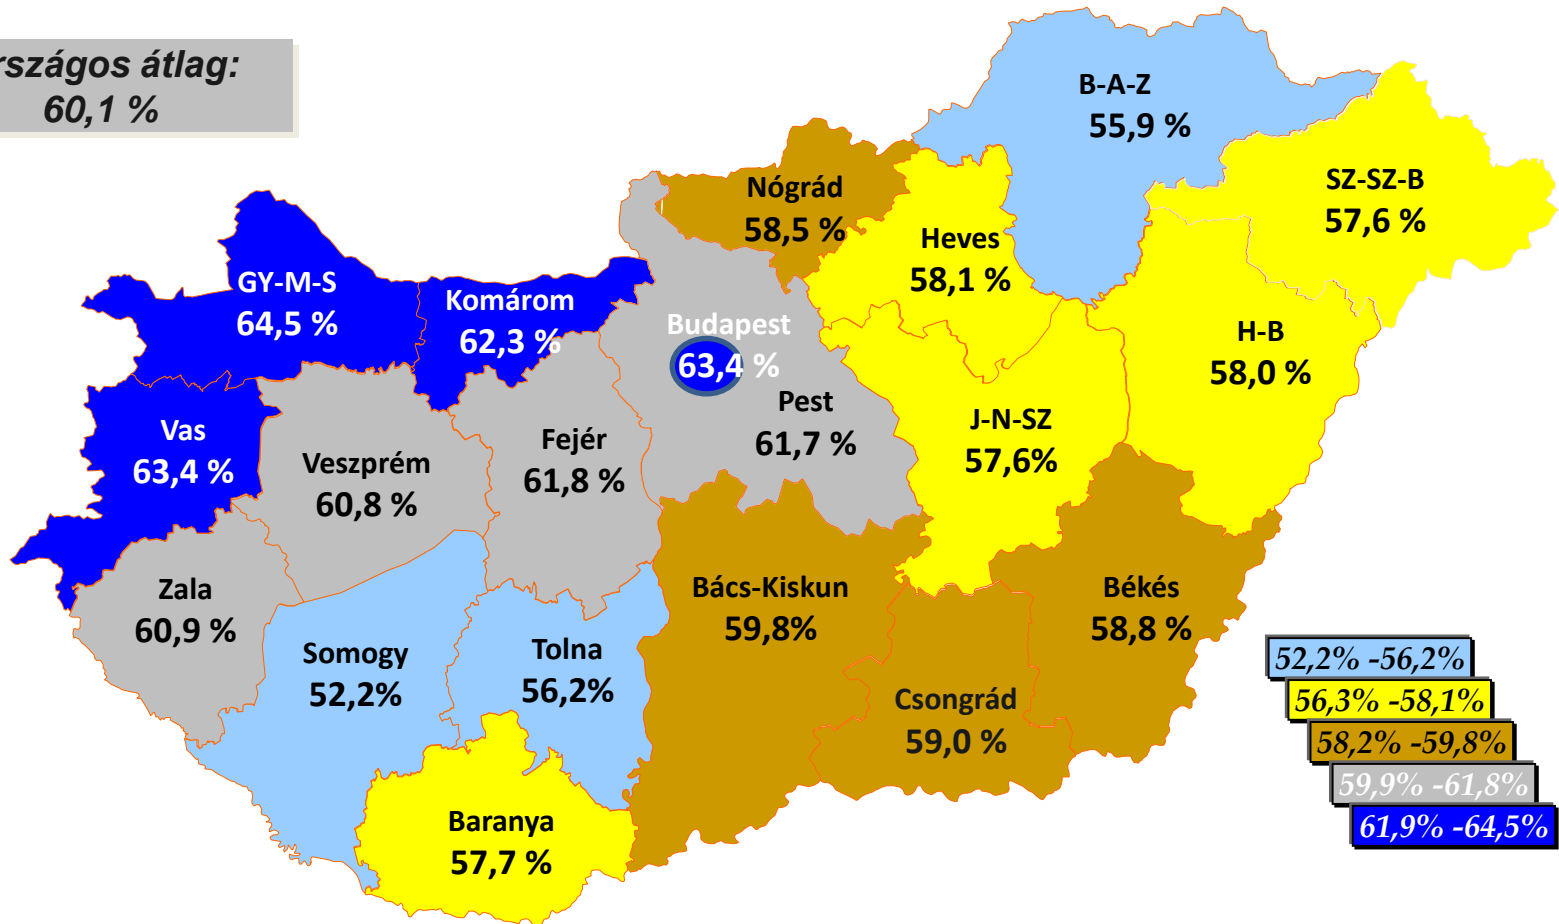 rszágos átlag:
60,1 %
B-A-Z
55,9 %
SZ-SZ-B
57,6 %
Nógrád
58,5 %
Heves
58,1 %
GY-M-S
64,5 %
Komárom
62,3 %
Budapest
63,4 %
H-B
58,0 %
Pest
61,7 %
J-N-SZ
57,6%
Vas
63,4 %
Veszprém
60,8 %
Fejér
61,8 %
Zala
60,9 %
Somogy
52,2%
Tolna
56,2%
Bács-Kiskun
59,8%
Békés
58,8 %
Csongrád
59,0 %
Baranya
57,7 %
52,2% -56,2%
56,3% -58,1%
58,2% -59,8%
59,9% -61,8%
61,9% -64,5%